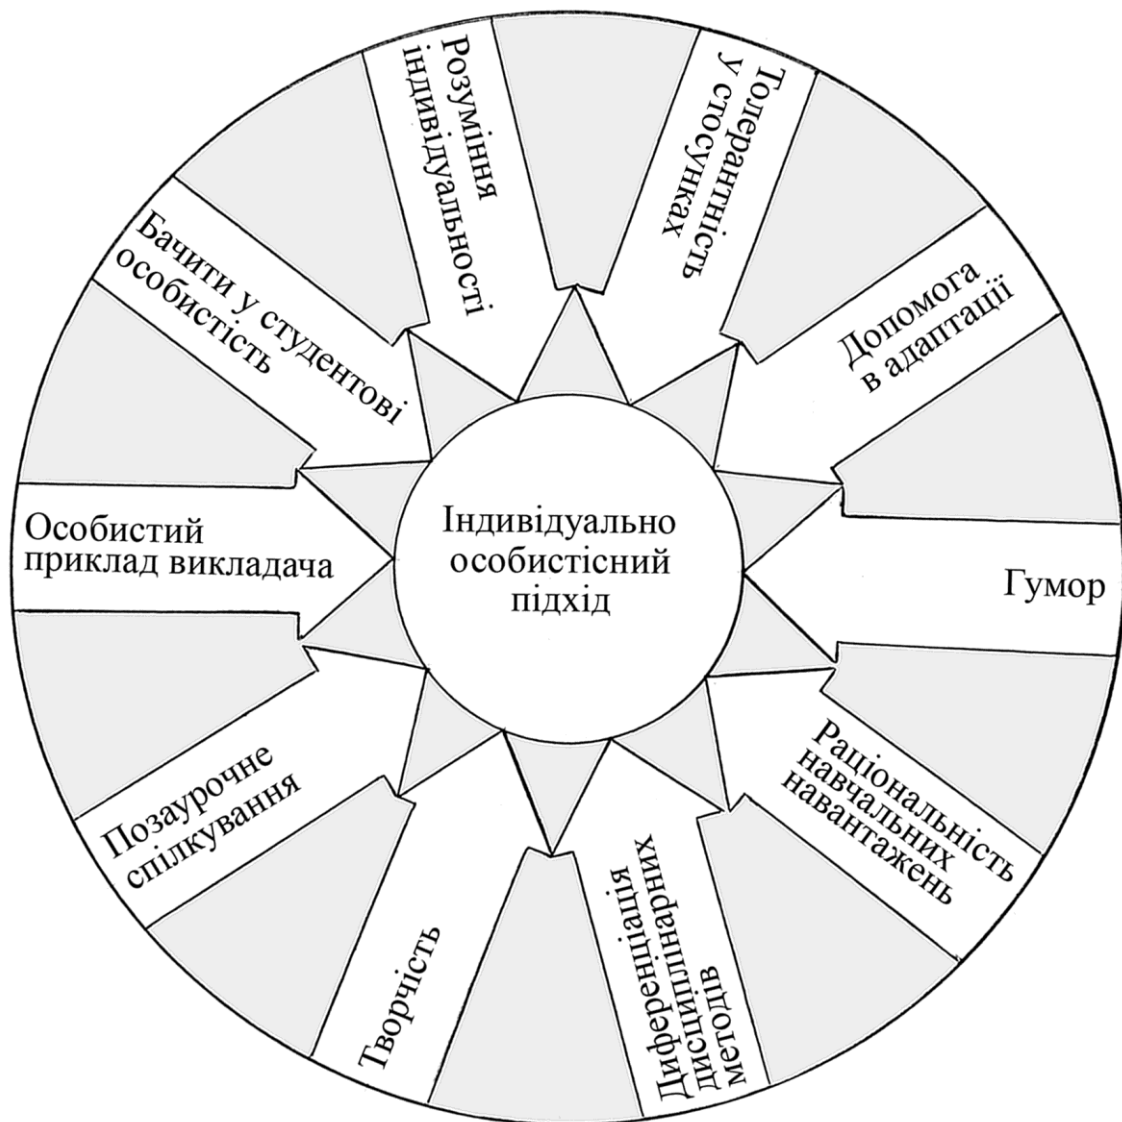 Розуміння
індивідуальності
Толерантність
у стосунках
Допомога
в адаптації
Гумор
Раціональність
навчальних
навантажень
Диференціація
дисциплінарних
методів
Творчість
Позаурочне
спілкування
Особистий
приклад викладача
Бачити у студентові
особистість
Індивідуально
особистісний
підхід